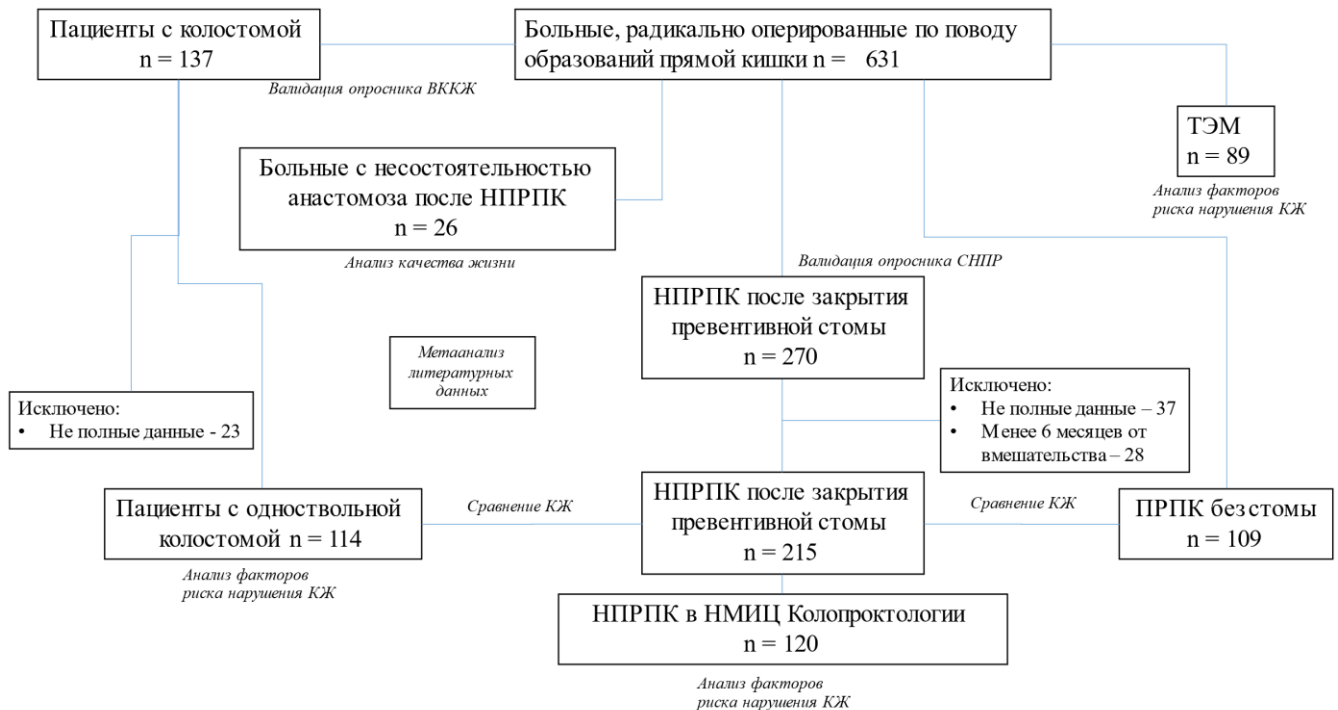 Пациенты с колостомой
n = 137
Больные, радикально оперированные по поводу
образований прямой кишки n = 631
Валидация опросника ВККЖ
ТЭМ
n = 89
Анализ факторов
риска нарушения КЖ
Больные с несостоятельностью
анастомоза после НПРПК
n = 26
Анализ качества жизни
Валидация опросника СНПР
НПРПК после закрытия
превентивной стомы
n = 270
Метаанализ
литературных
данных
Исключено:
• Не полные данные - 23
Исключено:
• Не полные данные – 37
• Менее 6 месяцев от
вмешательства – 28
Пациенты с одноствольной
колостомой n = 114
Анализ факторов
риска нарушения КЖ
Сравнение КЖ
НПРПК после закрытия
превентивной стомы
n = 215
Сравнение КЖ
ПРПК без стомы
n = 109
НПРПК в НМИЦ Колопроктологии
n = 120
Анализ факторов
риска нарушения КЖ